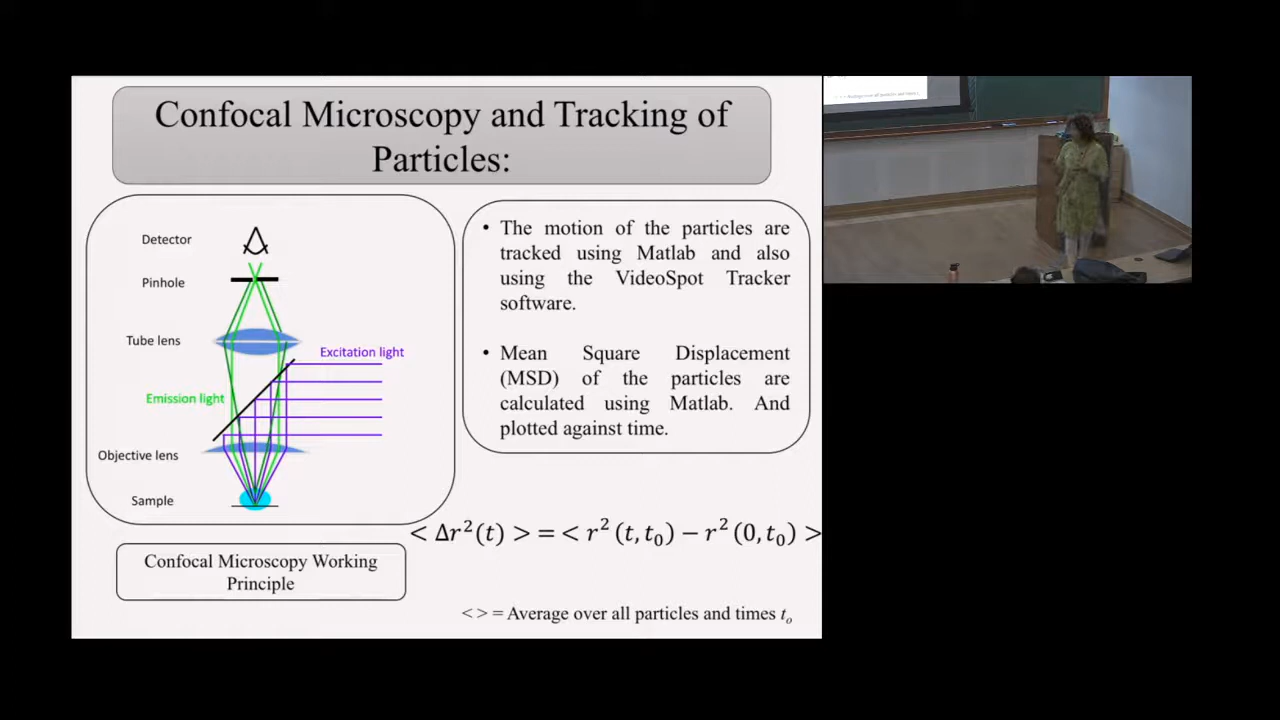 Confocal Microscopy and Tracking of
Particles:
Detector
Pinhole
Tube lens
Excitation light
Emission light
Objective lens
Sample
Confocal Microscopy Working
Principle
• The motion of the particles are
tracked using Matlab and also
using the VideoSpot Tracker
software.
• Mean Square Displacement
(MSD) of the particles are
calculated using Matlab. And
plotted against time.
< Δr²(t) > = < r² (t, t₀) − r² (0, t₀) >
< > = Average over all particles and times tₒ